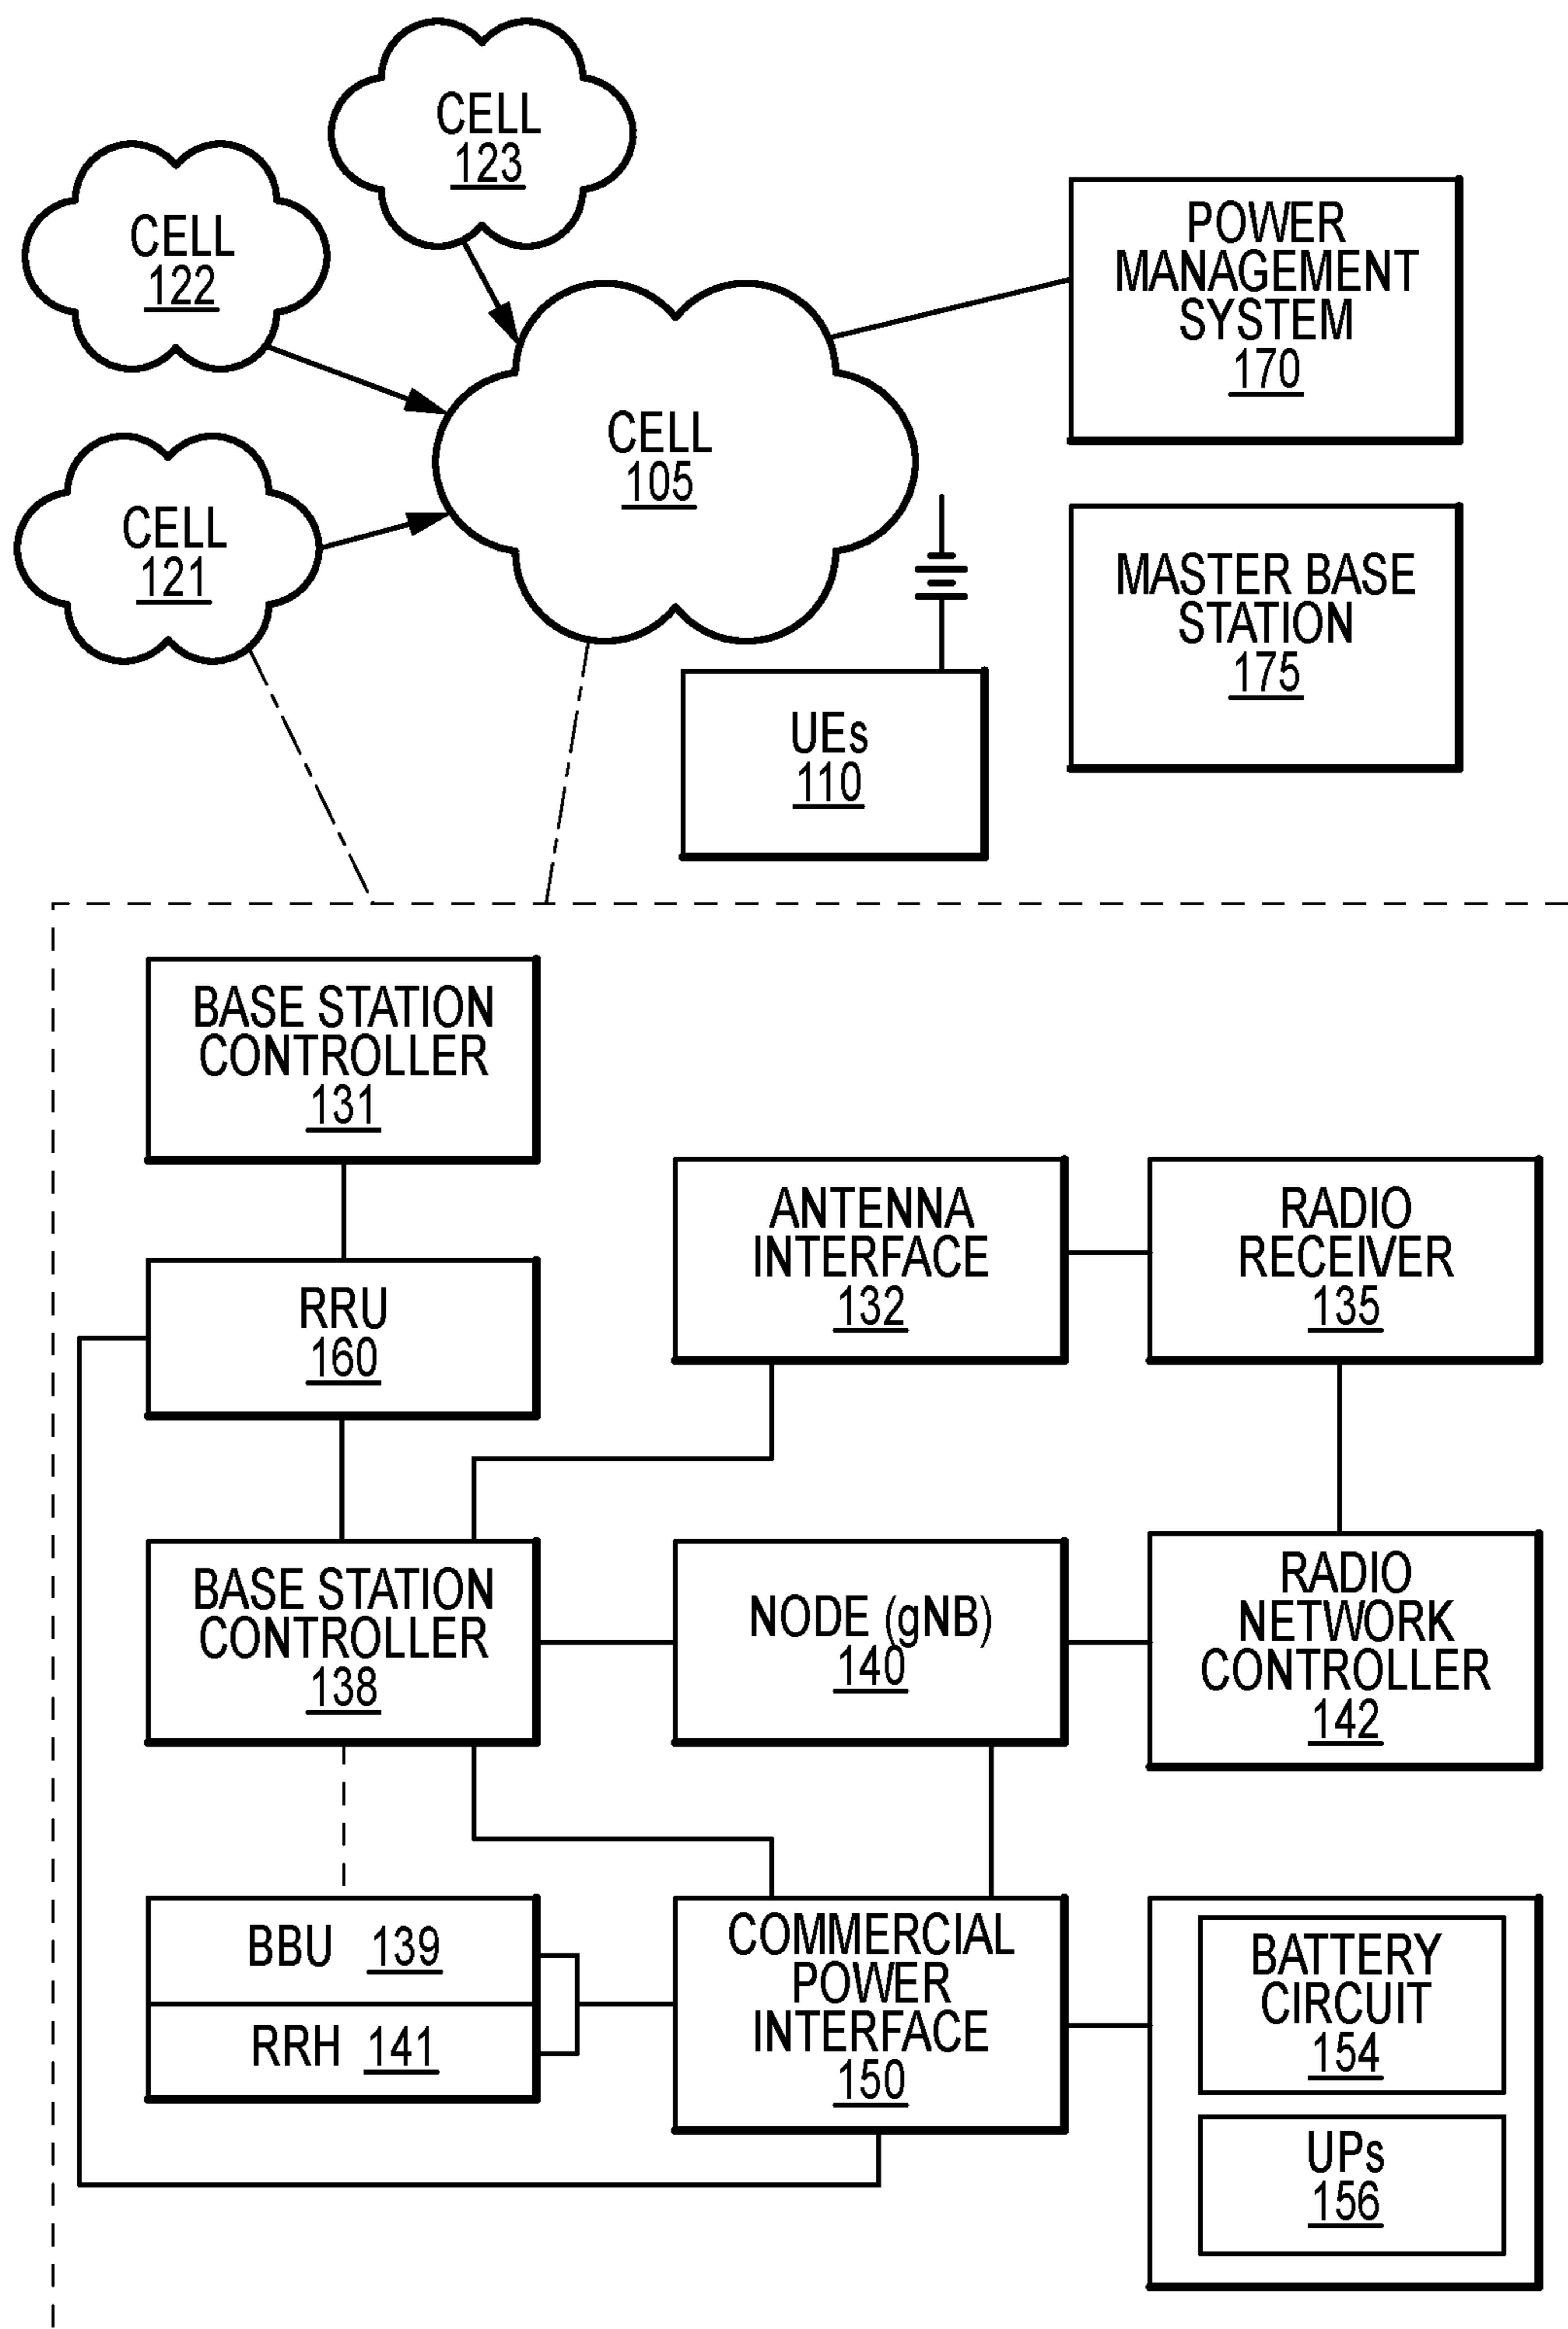 CELL
123
CELL
122
POWER
MANAGEMENT
SYSTEM
170
CELL
105
CELL
121
MASTER BASE
STATION
175
UEs
110
BASE STATION
CONTROLLER
131
ANTENNA
INTERFACE
132
RADIO
RECEIVER
135
RRU
160
BASE STATION
CONTROLLER
138
NODE (gNB)
140
RADIO
NETWORK
CONTROLLER
142
BBU 139
RRH 141
COMMERCIAL
POWER
INTERFACE
150
BATTERY
CIRCUIT
154
UPs
156